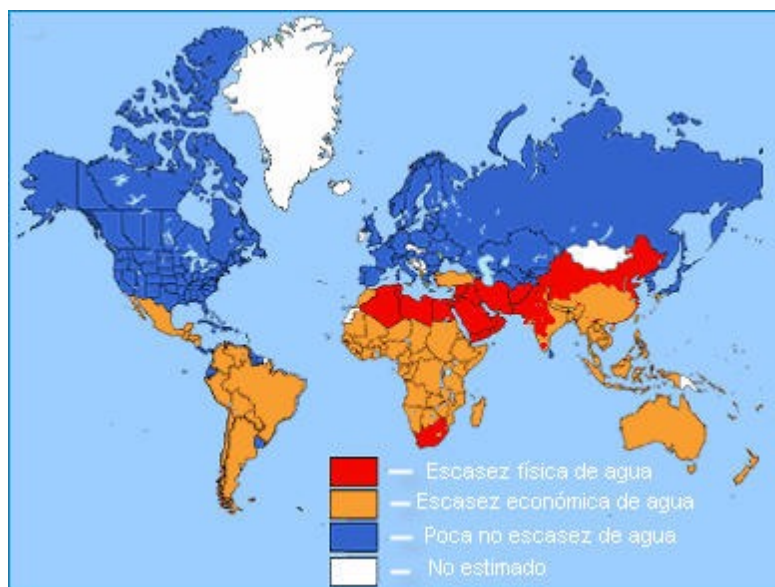 Escasez física de agua
Escasez económica de agua
Poca no escasez de agua
No estimado